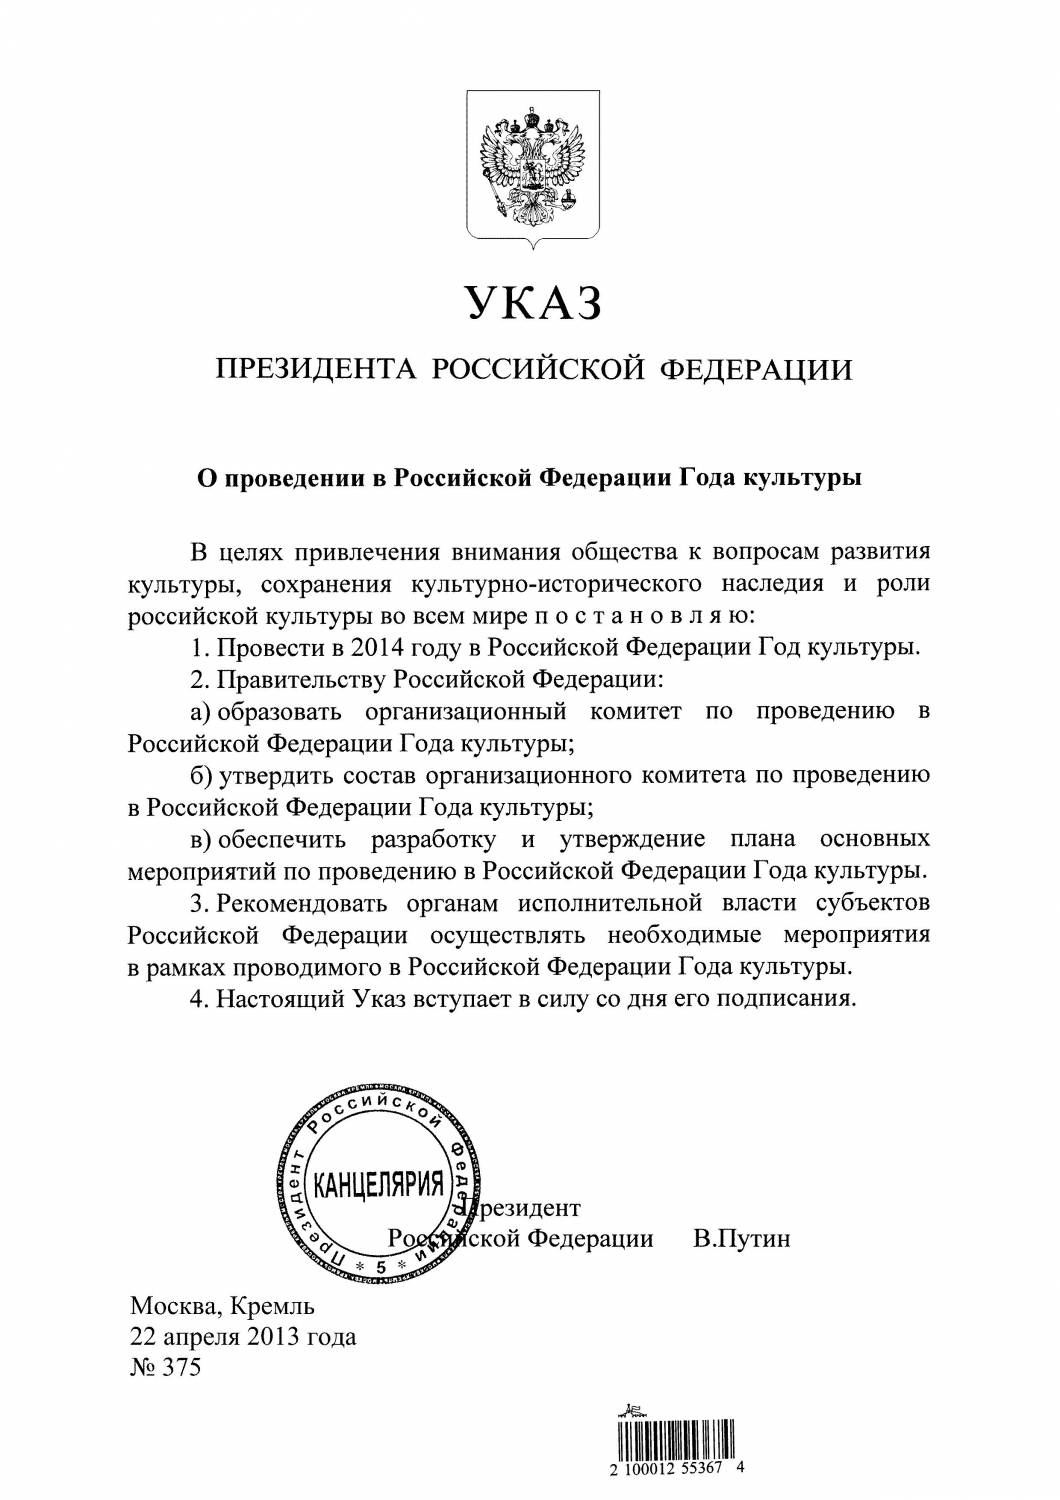 УКАЗ
ПРЕЗИДЕНТА РОССИЙСКОЙ ФЕДЕРАЦИИ
О проведении в Российской Федерации Года культуры
В целях привлечения внимания общества к вопросам развития
культуры, сохранения культурно-исторического наследия и роли
российской культуры во всем мире п о с т а н о в л я ю:
1. Провести в 2014 году в Российской Федерации Год культуры.
2. Правительству Российской Федерации:
а) образовать организационный комитет по проведению в
Российской Федерации Года культуры;
б) утвердить состав организационного комитета по проведению
в Российской Федерации Года культуры;
в) обеспечить разработку и утверждение плана основных
мероприятий по проведению в Российской Федерации Года культуры.
3. Рекомендовать органам исполнительной власти субъектов
Российской Федерации осуществлять необходимые мероприятия
в рамках проводимого в Российской Федерации Года культуры.
4. Настоящий Указ вступает в силу со дня его подписания.
Президент Российской Федерации * 5 *
КАНЦЕЛЯРИЯ
Президент
Российской Федерации В.Путин
Москва, Кремль
22 апреля 2013 года
№ 375
2 100012 55367 4